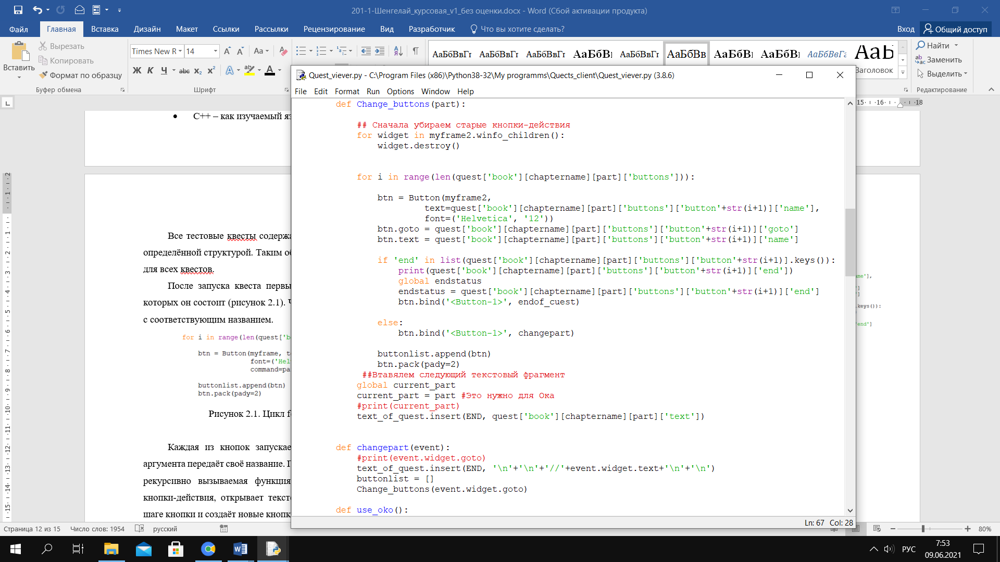 201-1-Шенгелай_курсовая_v1_без оценки.docx - Word (Сбой активации продукта)
Файл Главная Вставка Дизайн Макет Ссылки Рассылки Рецензирование Вид Разработчик Что вы хотите сделать? Вход Общий доступ
Вставить
Вырезать
Копировать
Формат по образцу
Буфер обмена
Times New R 14
Aa
Ж К Ч abc x₂ x²
Шрифт
АаБбВвГг АаБбВвГг АаБбВвГг АаБбВ АаБбВвГг АаБбВв АаБбВ АаБбВ АаБбВвГг
Заголовок
Найти
Заменить
Выделить
Редактирование
15 16 18
• C++ – как изучаемый яз
Все тестовые квесты содержа
определённой структурой. Таким об
для всех квестов.
После запуска квеста первы
которых он состоит (рисунок 2.1). Ч
с соответствующим названием.
for i in range(len(quest['b
btn = Button(myframe, t
font=('Hel
command=pa
buttonlist.append(btn)
btn.pack(pady=2)
Рисунок 2.1. Цикл f
Каждая из кнопок запускае
аргумента передаёт своё название. П
рекурсивно вызываемая функция
кнопки-действия, открывает тексто
шаге кнопки и создаёт новые кнопк
Quest_viever.py - C:\Program Files (x86)\Python38-32\My programms\Quects_client\Quest_viever.py (3.8.6)
File Edit Format Run Options Window Help
def Change_buttons(part):
## Сначала убираем старые кнопки-действия
for widget in myframe2.winfo_children():
widget.destroy()
for i in range(len(quest['book'][chaptername][part]['buttons'])):
btn = Button(myframe2,
text=quest['book'][chaptername][part]['buttons']['button'+str(i+1)]['name'],
font=('Helvetica', '12'))
btn.goto = quest['book'][chaptername][part]['buttons']['button'+str(i+1)]['goto']
btn.text = quest['book'][chaptername][part]['buttons']['button'+str(i+1)]['name']
if 'end' in list(quest['book'][chaptername][part]['buttons']['button'+str(i+1)].keys()):
print(quest['book'][chaptername][part]['buttons']['button'+str(i+1)]['end'])
global endstatus
endstatus = quest['book'][chaptername][part]['buttons']['button'+str(i+1)]['end']
btn.bind('<Button-1>', endof_cuest)
else:
btn.bind('<Button-1>', changepart)
buttonlist.append(btn)
btn.pack(pady=2)
##Втавялем следующий текстовый фрагмент
global current_part
current_part = part #Это нужно для Ока
#print(current_part)
text_of_quest.insert(END, quest['book'][chaptername][part]['text'])
def changepart(event):
#print(event.widget.goto)
text_of_quest.insert(END, '\n'+'\n'+'//'+event.widget.text+'\n'+'\n')
buttonlist = []
Change_buttons(event.widget.goto)
def use_oko():
Ln: 67 Col: 28
me'],
']
']
.keys()):
'end']
Страница 12 из 15 Число слов: 1954 русский 80%
РУС
7:53
09.06.2021